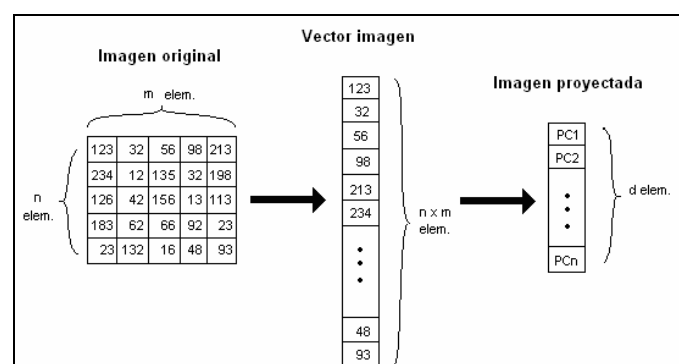 Vector imagen
Imagen original
Imagen proyectada
m elem.
n elem.
123 32 56 98 213
234 12 135 32 198
126 42 156 13 113
183 62 66 92 23
23 132 16 48 93
123
32
56
98
213
234
48
93
n x m
elem.
PC1
PC2
PCn
d elem.